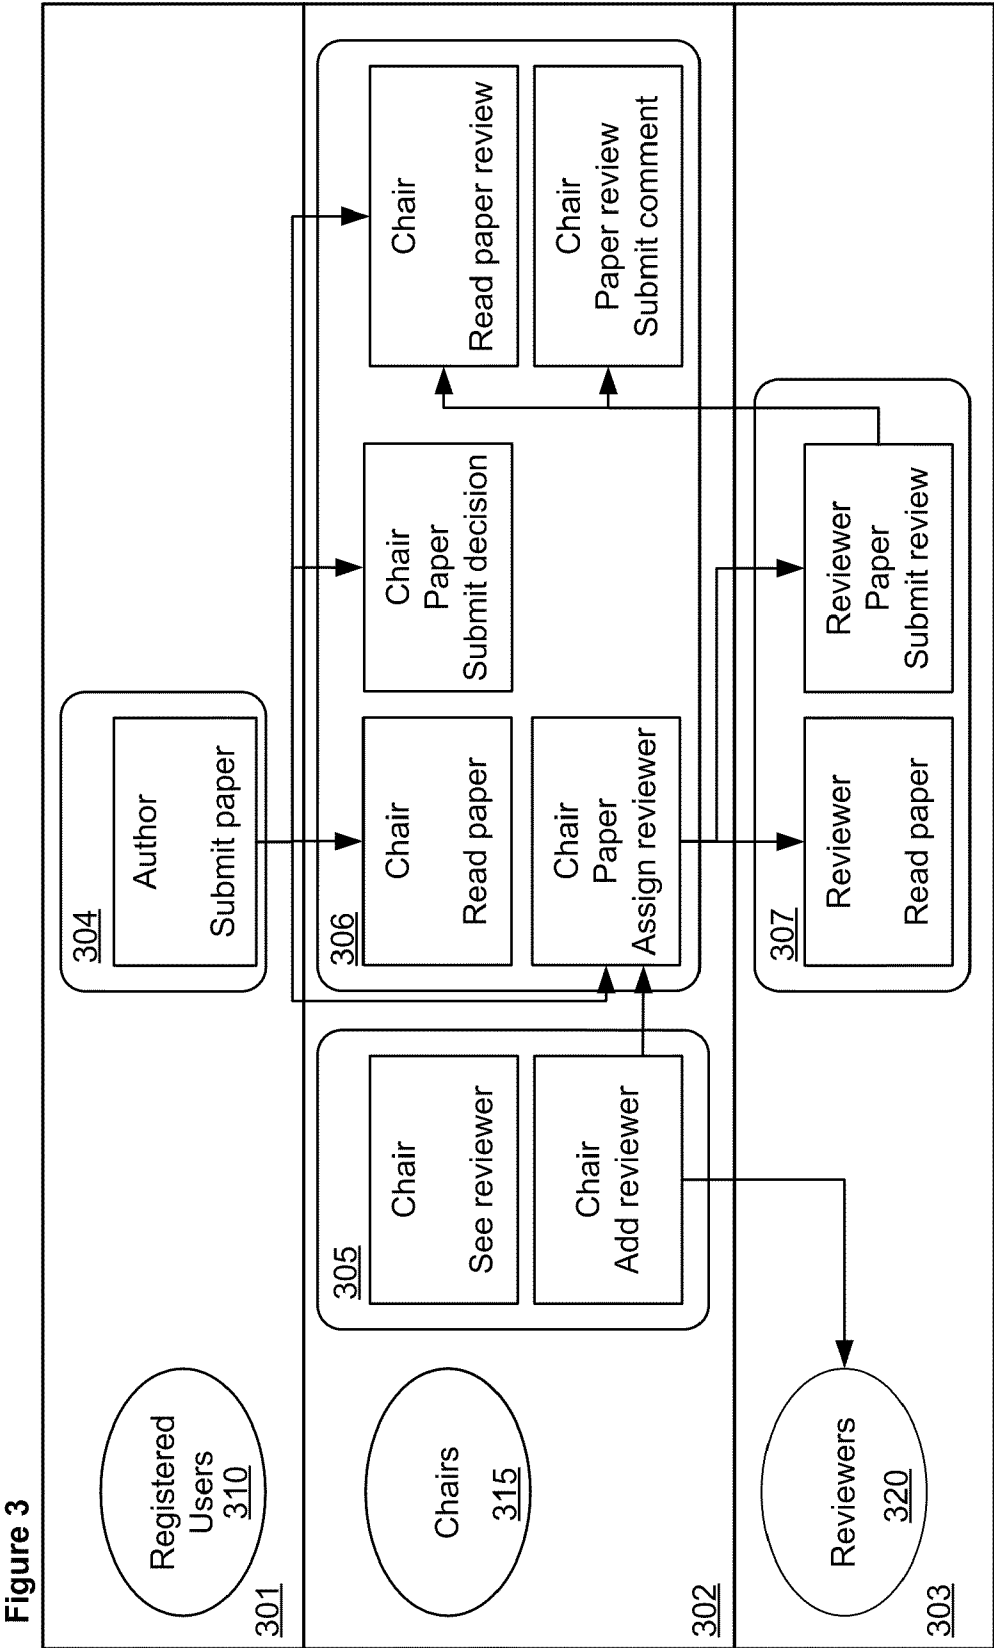 Figure 3
301
Registered
Users
310
304
Author
Submit paper
302
Chairs
315
305
Chair
See reviewer
Chair
Add reviewer
306
Chair
Read paper
Chair
Paper
Assign reviewer
Chair
Paper
Submit decision
Chair
Read paper review
Chair
Paper review
Submit comment
303
Reviewers
320
307
Reviewer
Read paper
Reviewer
Paper
Submit review